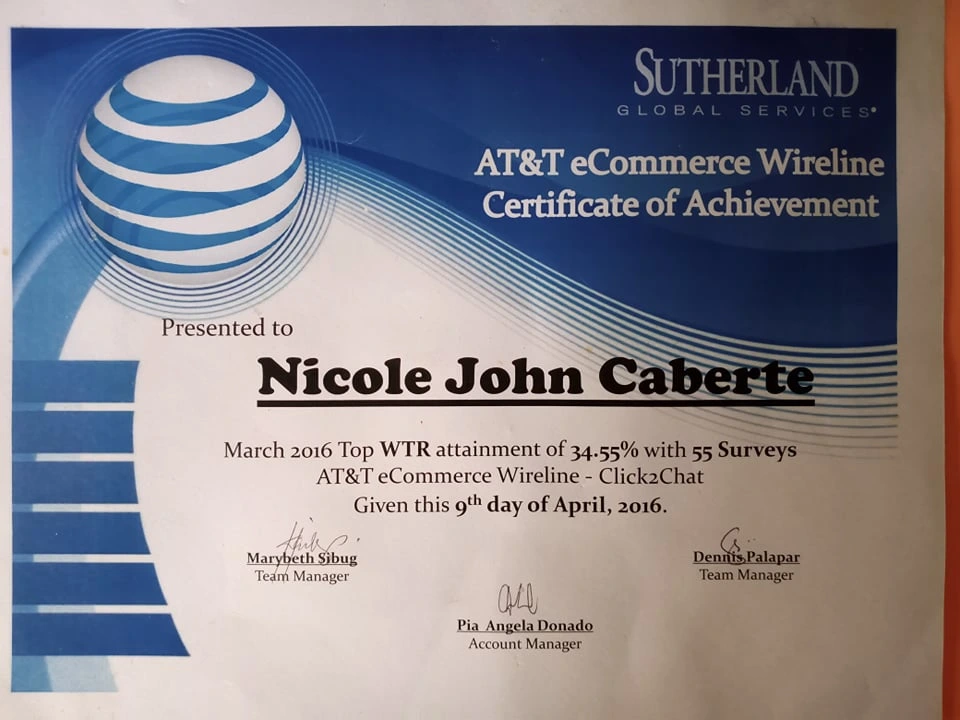 SUTHERLAND
GLOBAL SERVICES
AT&T eCommerce Wireline
Certificate of Achievement
Presented to
Nicole John Caberte
March 2016 Top WTR attainment of 34.55% with 55 Surveys
AT&T eCommerce Wireline - Click2Chat
Given this 9th day of April, 2016.
Marybeth Sibug
Team Manager
Dennis Palapar
Team Manager
Pia Angela Donado
Account Manager